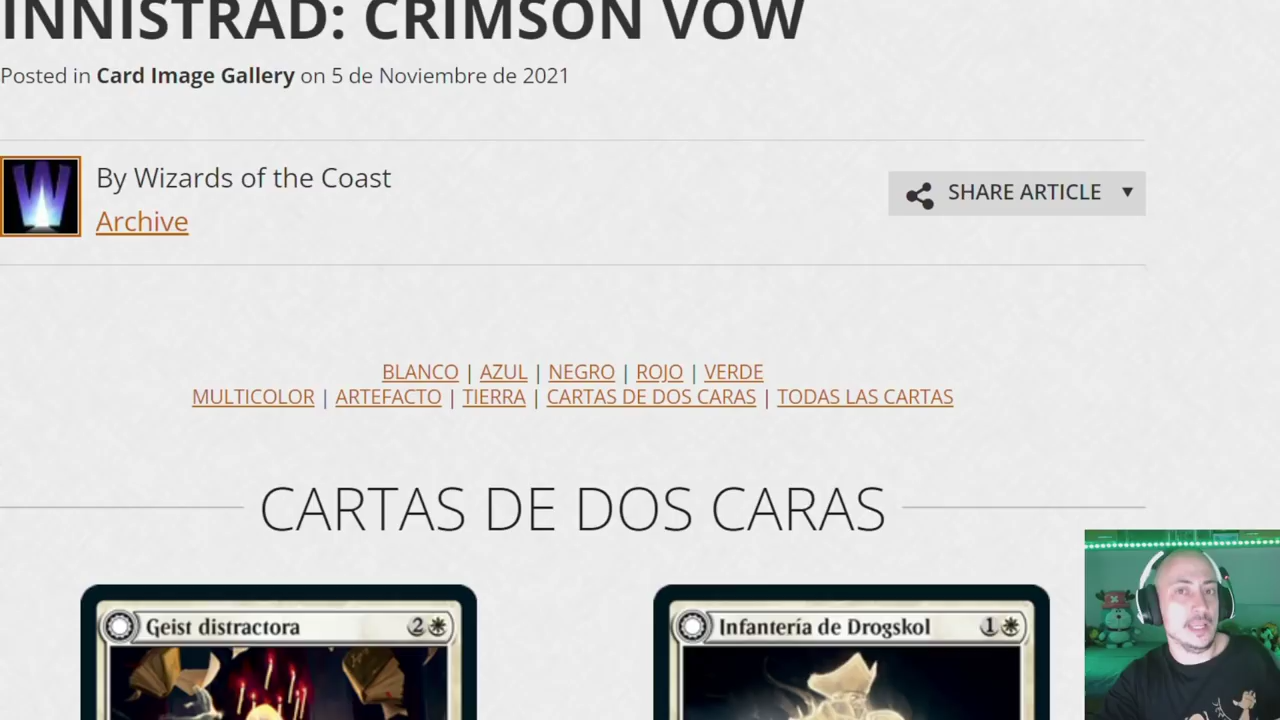 INNISTRAD: CRIMSON VOW
Posted in Card Image Gallery on 5 de Noviembre de 2021
W
By Wizards of the Coast
Archive
SHARE ARTICLE
BLANCO | AZUL | NEGRO | ROJO | VERDE
MULTICOLOR | ARTEFACTO | TIERRA | CARTAS DE DOS CARAS | TODAS LAS CARTAS
CARTAS DE DOS CARAS
Geist distractora 2
Infantería de Drogskol 1